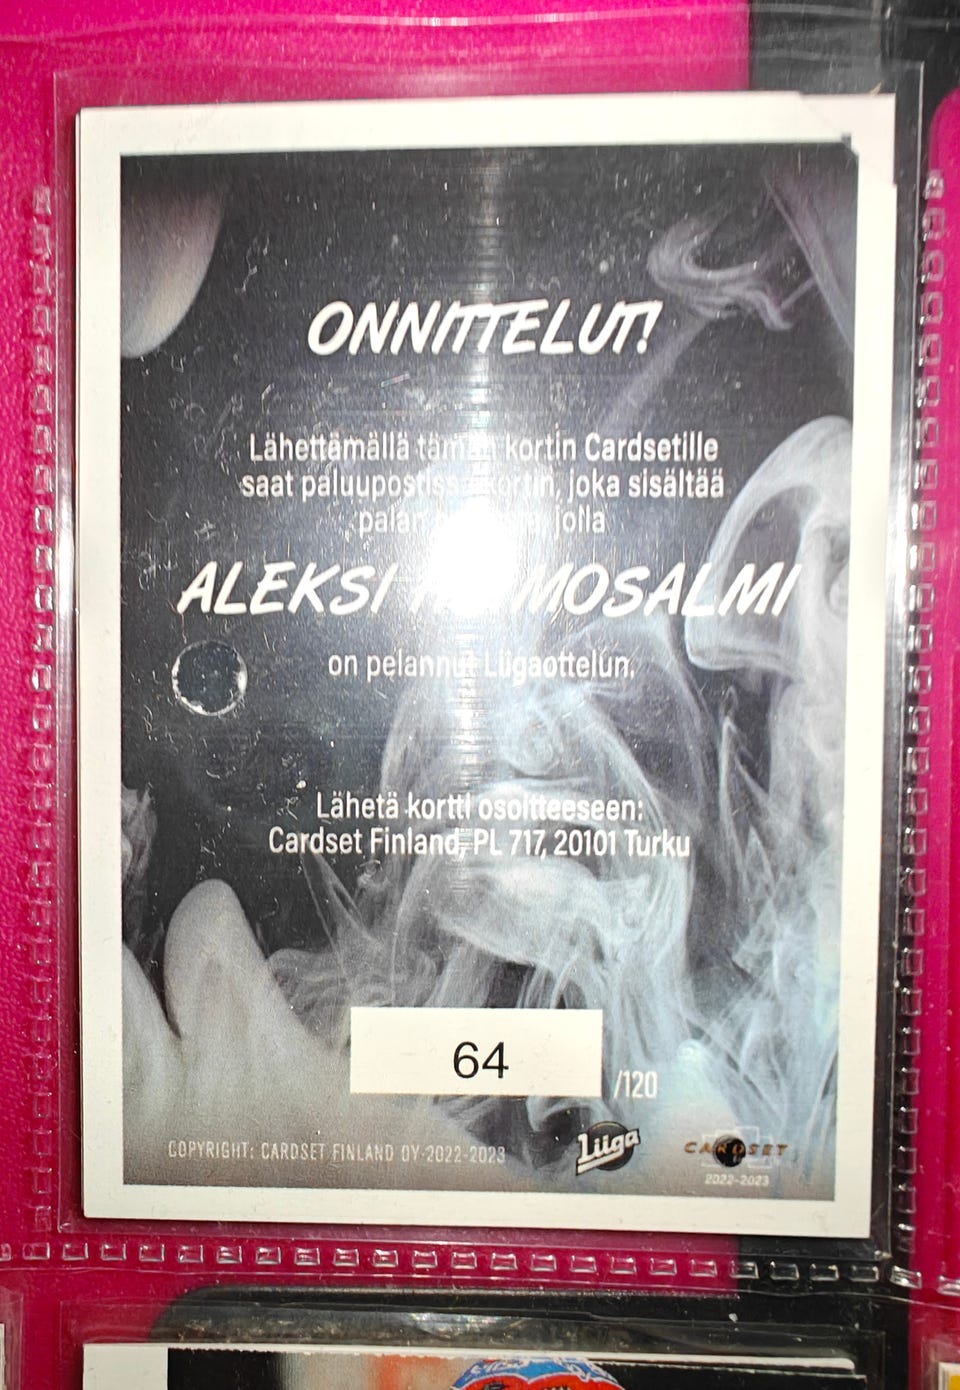 ONNITTELUT!
Lähettämällä tämän kortin Cardsetille
saat paluupostissa kortin, joka sisältää
jolla
ALEKSI MOSALMI
on pelannut Liigaottelun.
Lähetä kortti osoitteeseen:
Cardset Finland, PL 717, 20101 Turku
64
/120
COPYRIGHT: CARDSET FINLAND OY 2022-2023
Liiga
CARDSET
2022-2023